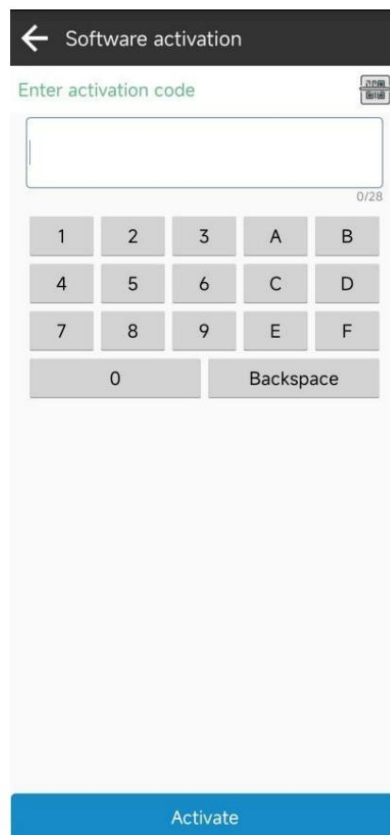 Software activation
Enter activation code
0/28
1 2 3 A B
4 5 6 C D
7 8 9 E F
0 Backspace
Activate